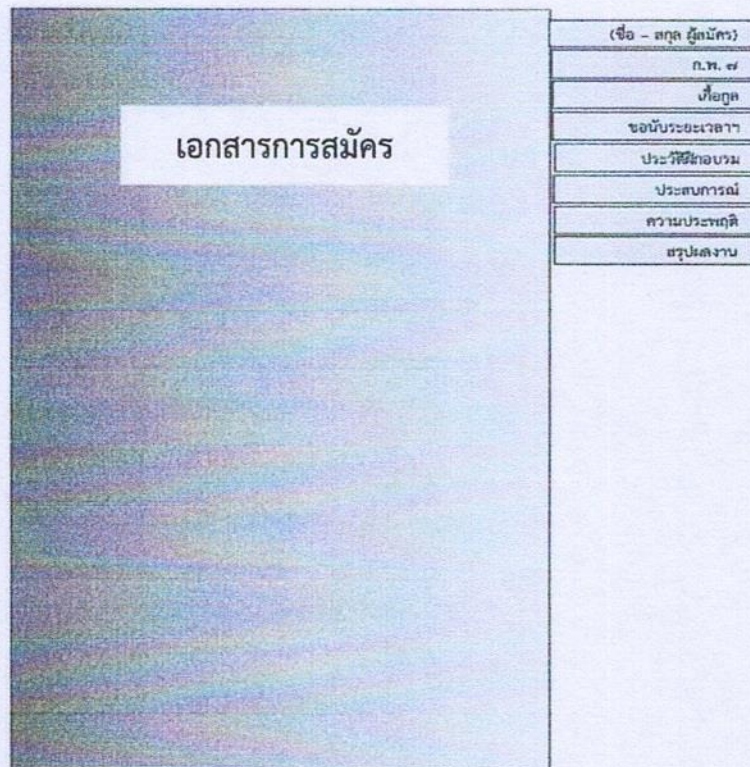 เอกสารการสมัคร
(ชื่อ – สกุล ผู้สมัคร)
ก.พ. ๗
เกื้อกูล
ขอนับระยะเวลาฯ
ประวัติฝึกอบรม
ประสบการณ์
ความประพฤติ
สรุปผลงาน